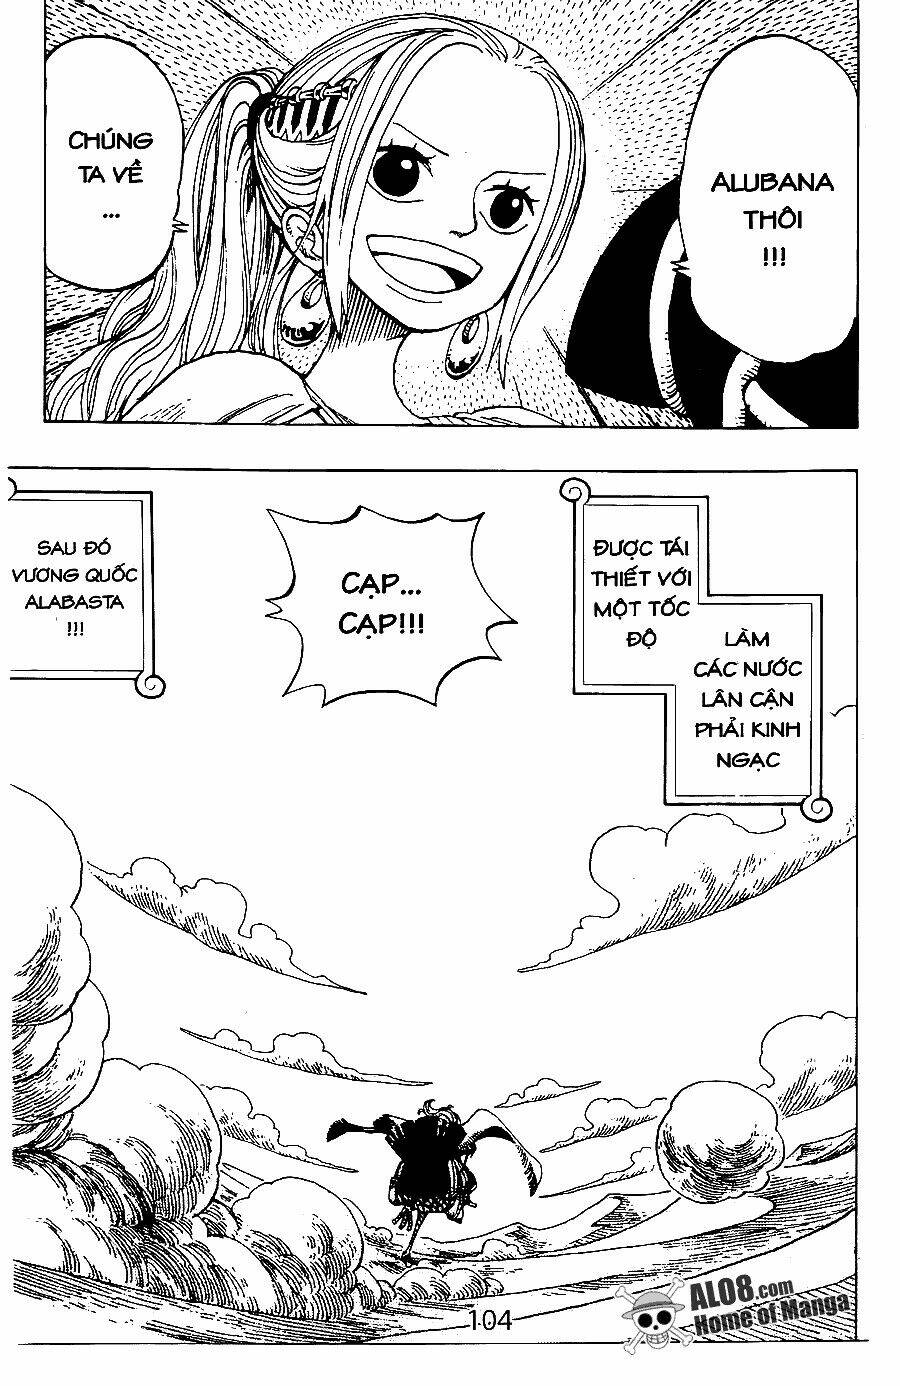 CHÚNG
TA VỀ
...
ALUBANA
THÔI
!!!
SAU ĐÓ
VƯƠNG QUỐC
ALABASTA
!!!
CẠP...
CẠP!!!
ĐƯỢC TÁI
THIẾT VỚI
MỘT TỐC
ĐỘ
LÀM
CÁC NƯỚC
LÂN CẬN
PHẢI KINH
NGẠC
104
ALO8.com
Home of Manga